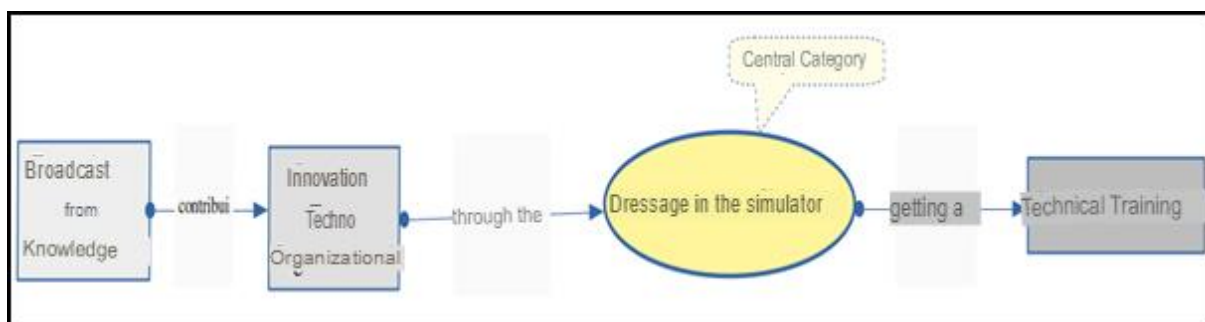 Central Category
Broadcast
from
Knowledge
contribui
Innovation
Techno
Organizational
through the
Dressage in the simulator
getting a
Technical Training